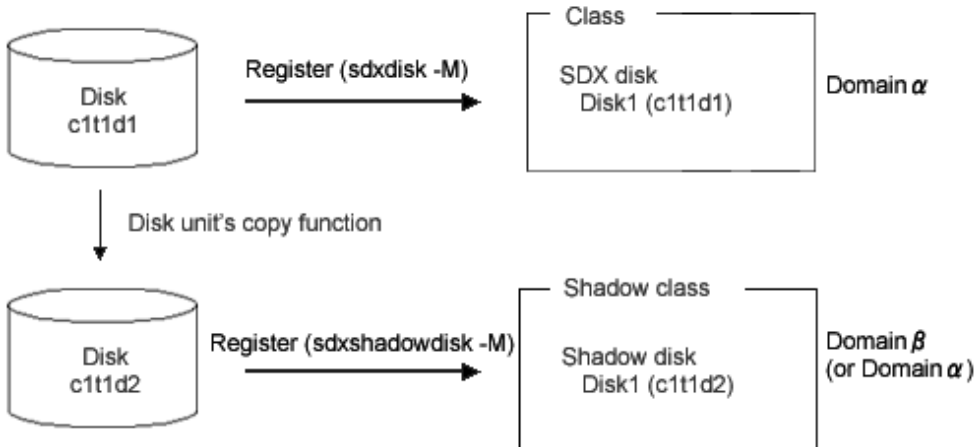 Class
Register (sdxdisk -M)
SDX disk
Disk1 (c1t1d1)
Domain α
Disk
c1t1d1
Disk unit's copy function
Shadow class
Register (sdxshadowdisk -M)
Shadow disk
Disk1 (c1t1d2)
Domain β
(or Domain α)
Disk
c1t1d2